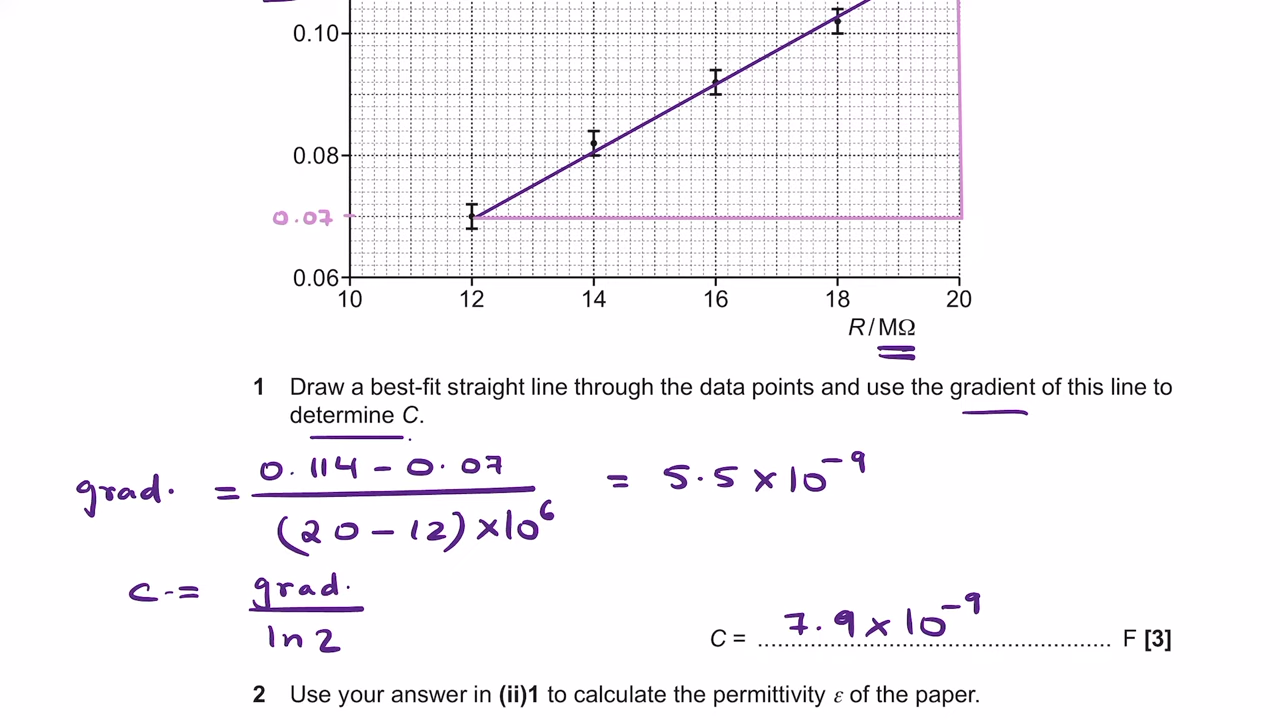 0.10
0.08
0.07
0.06
10 12 14 16 18 20
R/MΩ
1 Draw a best-fit straight line through the data points and use the gradient of this line to
determine C.
grad. = 0.114 - 0.07 / (20 - 12) × 10^6 = 5.5 × 10^-9
C = grad. / ln 2
C = 7.9 × 10^-9 F [3]
2 Use your answer in (ii)1 to calculate the permittivity ε of the paper.